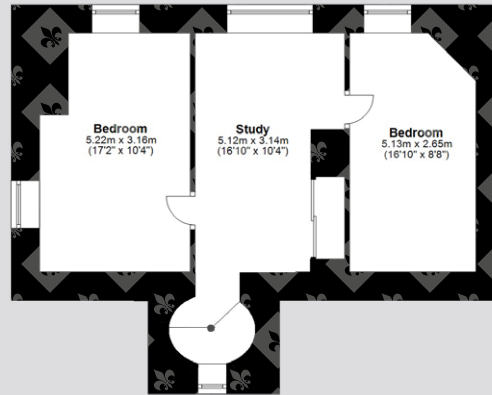 Bedroom
5.22m x 3.16m
(17'2" x 10'4")
Study
5.12m x 3.14m
(16'10" x 10'4")
Bedroom
5.13m x 2.65m
(16'10" x 8'8")